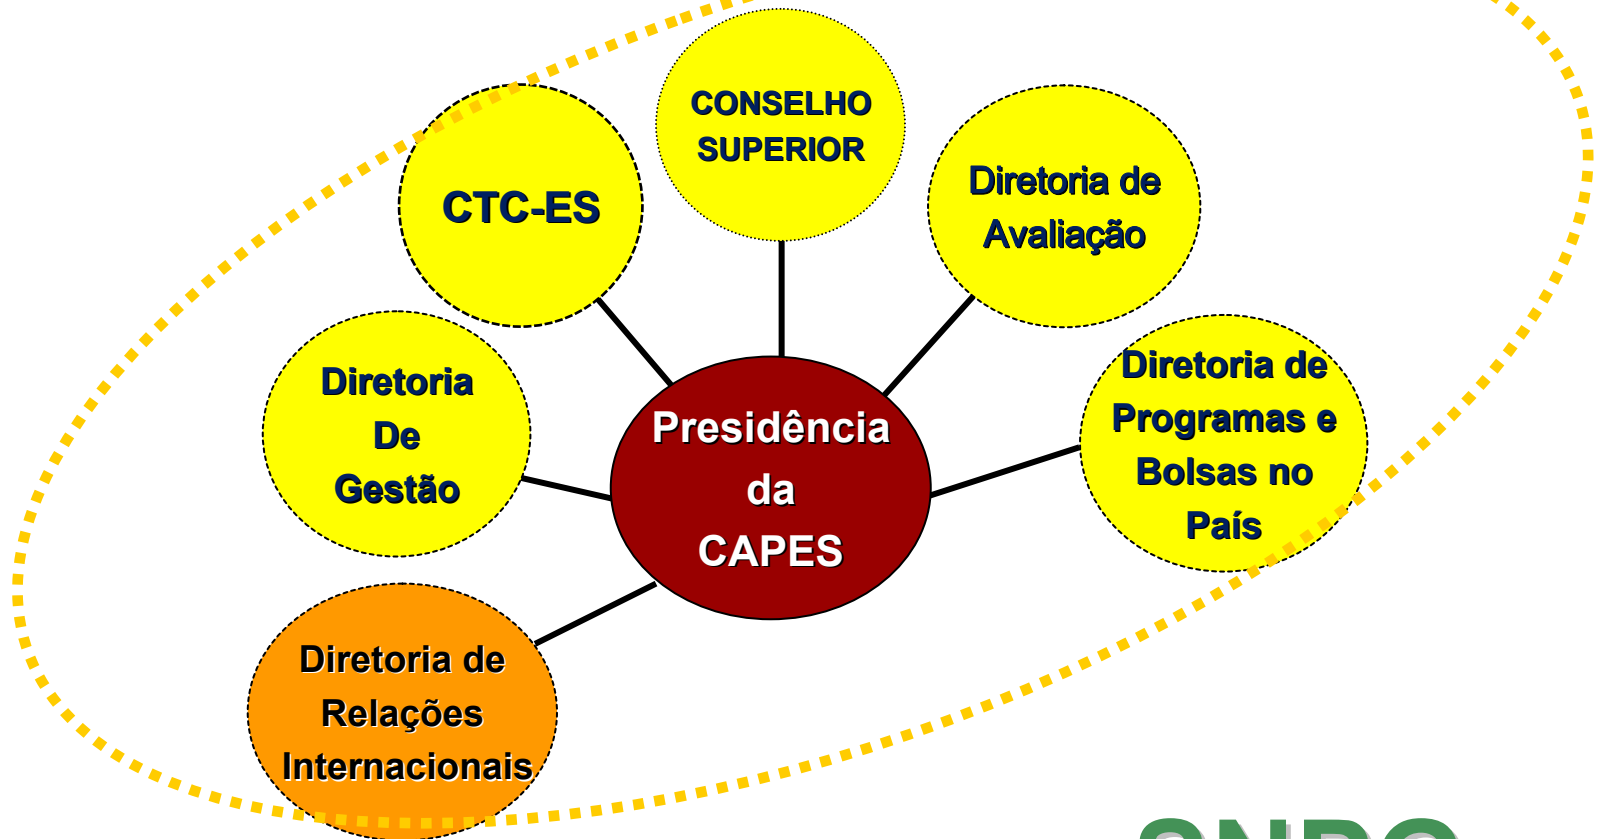 CONSELHO
SUPERIOR
CTC-ES
Diretoria de
Avaliação
Diretoria
De
Gestão
Presidência
da
CAPES
Diretoria de
Programas e
Bolsas no
País
Diretoria de
Relações
Internacionais